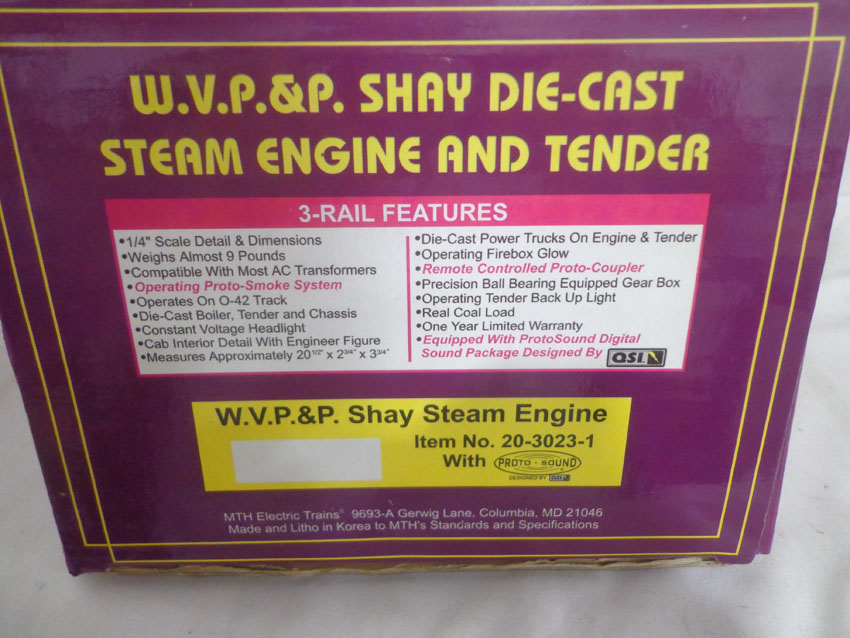 W.V.P.&P. SHAY DIE-CAST
STEAM ENGINE AND TENDER
3-RAIL FEATURES
•1/4" Scale Detail & Dimensions
•Weighs Almost 9 Pounds
•Compatible With Most AC Transformers
•Operating Proto-Smoke System
•Operates On O-42 Track
•Die-Cast Boiler, Tender and Chassis
•Constant Voltage Headlight
•Cab Interior Detail With Engineer Figure
•Measures Approximately 20 1/2" x 2 3/4" x 3 3/4"
•Die-Cast Power Trucks On Engine & Tender
•Operating Firebox Glow
•Remote Controlled Proto-Coupler
•Precision Ball Bearing Equipped Gear Box
•Operating Tender Back Up Light
•Real Coal Load
•One Year Limited Warranty
•Equipped With ProtoSound Digital
Sound Package Designed By QSI
W.V.P.&P. Shay Steam Engine
Item No. 20-3023-1
With PROTO-SOUND
DESIGNED BY QSI
MTH Electric Trains® 9693-A Gerwig Lane, Columbia, MD 21046
Made and Litho in Korea to MTH's Standards and Specifications